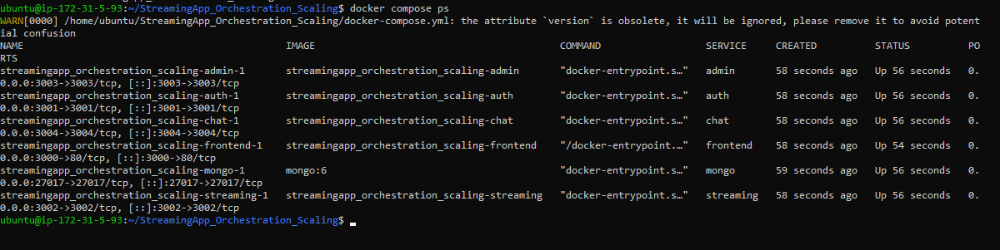 ubuntu@ip-172-31-5-93:~/StreamingApp_Orchestration_Scaling$ docker compose ps
WARN[0000] /home/ubuntu/StreamingApp_Orchestration_Scaling/docker-compose.yml: the attribute `version` is obsolete, it will be ignored, please remove it to avoid potent
ial confusion
NAME IMAGE COMMAND SERVICE CREATED STATUS PO
RTS
streamingapp_orchestration_scaling-admin-1 streamingapp_orchestration_scaling-admin "docker-entrypoint.s…" admin 58 seconds ago Up 56 seconds 0.
0.0.0:3003->3003/tcp, [::]:3003->3003/tcp
streamingapp_orchestration_scaling-auth-1 streamingapp_orchestration_scaling-auth "docker-entrypoint.s…" auth 58 seconds ago Up 56 seconds 0.
0.0.0:3001->3001/tcp, [::]:3001->3001/tcp
streamingapp_orchestration_scaling-chat-1 streamingapp_orchestration_scaling-chat "docker-entrypoint.s…" chat 58 seconds ago Up 56 seconds 0.
0.0.0:3004->3004/tcp, [::]:3004->3004/tcp
streamingapp_orchestration_scaling-frontend-1 streamingapp_orchestration_scaling-frontend "/docker-entrypoint.…" frontend 58 seconds ago Up 54 seconds 0.
0.0.0:3000->80/tcp, [::]:3000->80/tcp
streamingapp_orchestration_scaling-mongo-1 mongo:6 "docker-entrypoint.s…" mongo 59 seconds ago Up 56 seconds 0.
0.0.0:27017->27017/tcp, [::]:27017->27017/tcp
streamingapp_orchestration_scaling-streaming-1 streamingapp_orchestration_scaling-streaming "docker-entrypoint.s…" streaming 58 seconds ago Up 56 seconds 0.
0.0.0:3002->3002/tcp, [::]:3002->3002/tcp
ubuntu@ip-172-31-5-93:~/StreamingApp_Orchestration_Scaling$